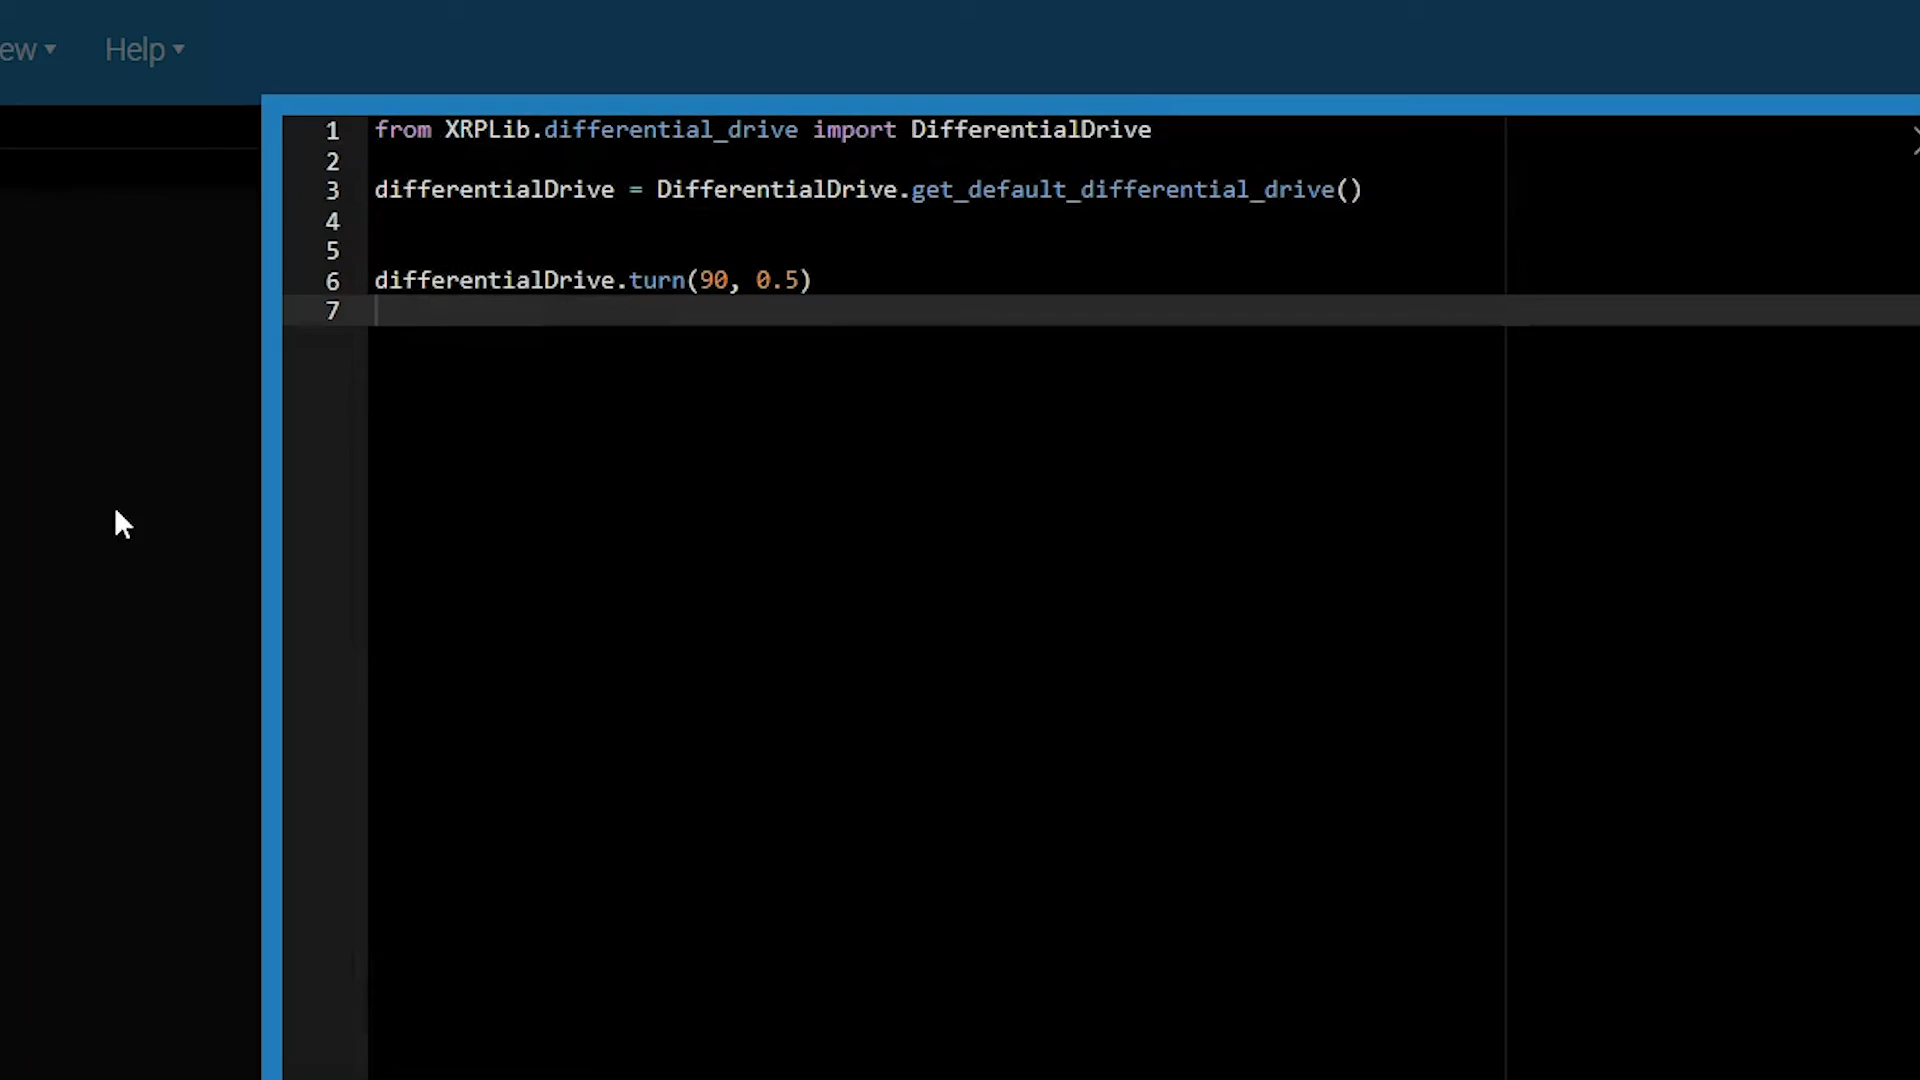 ew Help
1 from XRPLib.differential_drive import DifferentialDrive
2
3 differentialDrive = DifferentialDrive.get_default_differential_drive()
4
5
6 differentialDrive.turn(90, 0.5)
7